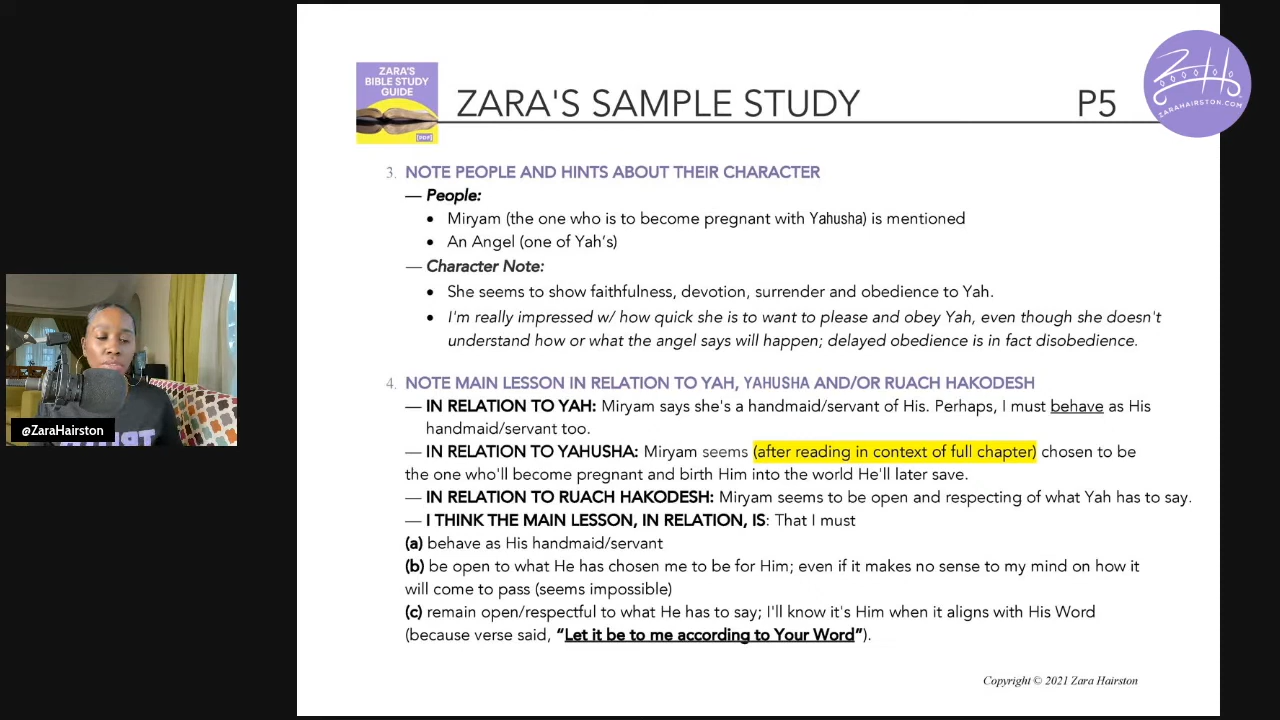 ZARA'S
BIBLE STUDY
GUIDE
[PDF]
ZARA'S SAMPLE STUDY
P5
ZARAHAIRSTON.COM
3. NOTE PEOPLE AND HINTS ABOUT THEIR CHARACTER
— People:
• Miryam (the one who is to become pregnant with Yahusha) is mentioned
• An Angel (one of Yah's)
— Character Note:
• She seems to show faithfulness, devotion, surrender and obedience to Yah.
• I'm really impressed w/ how quick she is to want to please and obey Yah, even though she doesn't
understand how or what the angel says will happen; delayed obedience is in fact disobedience.
4. NOTE MAIN LESSON IN RELATION TO YAH, YAHUSHA AND/OR RUACH HAKODESH
— IN RELATION TO YAH: Miryam says she's a handmaid/servant of His. Perhaps, I must behave as His
handmaid/servant too.
— IN RELATION TO YAHUSHA: Miryam seems (after reading in context of full chapter) chosen to be
the one who'll become pregnant and birth Him into the world He'll later save.
— IN RELATION TO RUACH HAKODESH: Miryam seems to be open and respecting of what Yah has to say.
— I THINK THE MAIN LESSON, IN RELATION, IS: That I must
(a) behave as His handmaid/servant
(b) be open to what He has chosen me to be for Him; even if it makes no sense to my mind on how it
will come to pass (seems impossible)
(c) remain open/respectful to what He has to say; I'll know it's Him when it aligns with His Word
(because verse said, “Let it be to me according to Your Word”).
@ZaraHairston
Copyright © 2021 Zara Hairston